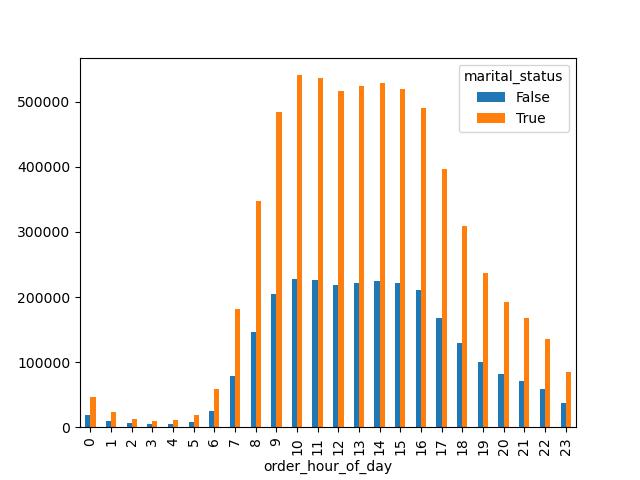 marital_status
False
True
500000
400000
300000
200000
100000
0
0 1 2 3 4 5 6 7 8 9 10 11 12 13 14 15 16 17 18 19 20 21 22 23
order_hour_of_day